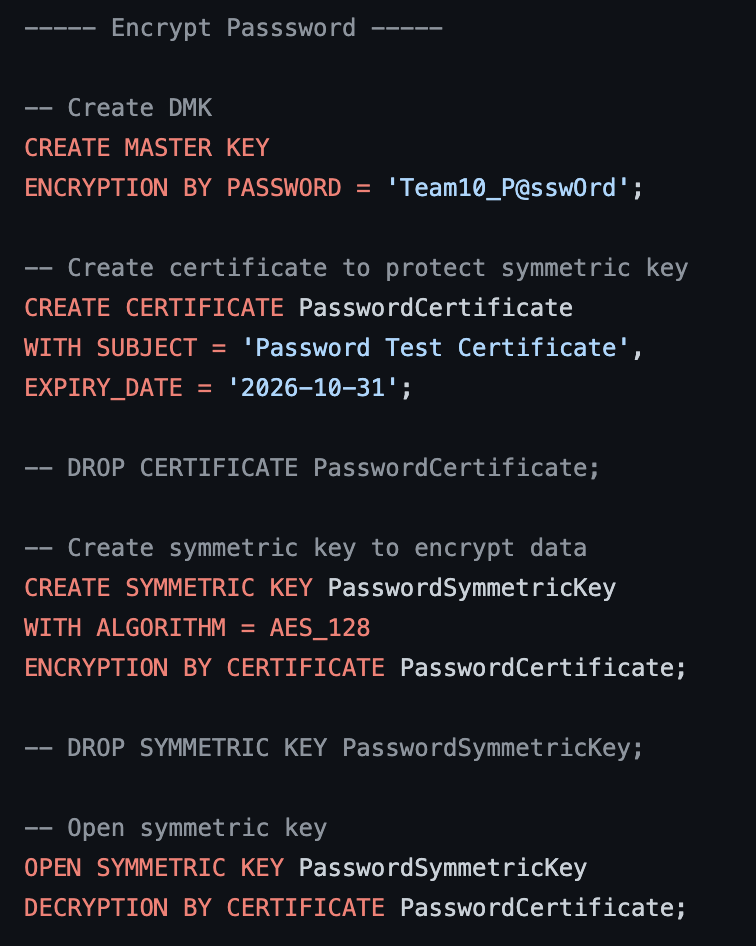 ----- Encrypt Passsword -----
-- Create DMK
CREATE MASTER KEY
ENCRYPTION BY PASSWORD = 'Team10_P@sswOrd';
-- Create certificate to protect symmetric key
CREATE CERTIFICATE PasswordCertificate
WITH SUBJECT = 'Password Test Certificate',
EXPIRY_DATE = '2026-10-31';
-- DROP CERTIFICATE PasswordCertificate;
-- Create symmetric key to encrypt data
CREATE SYMMETRIC KEY PasswordSymmetricKey
WITH ALGORITHM = AES_128
ENCRYPTION BY CERTIFICATE PasswordCertificate;
-- DROP SYMMETRIC KEY PasswordSymmetricKey;
-- Open symmetric key
OPEN SYMMETRIC KEY PasswordSymmetricKey
DECRYPTION BY CERTIFICATE PasswordCertificate;